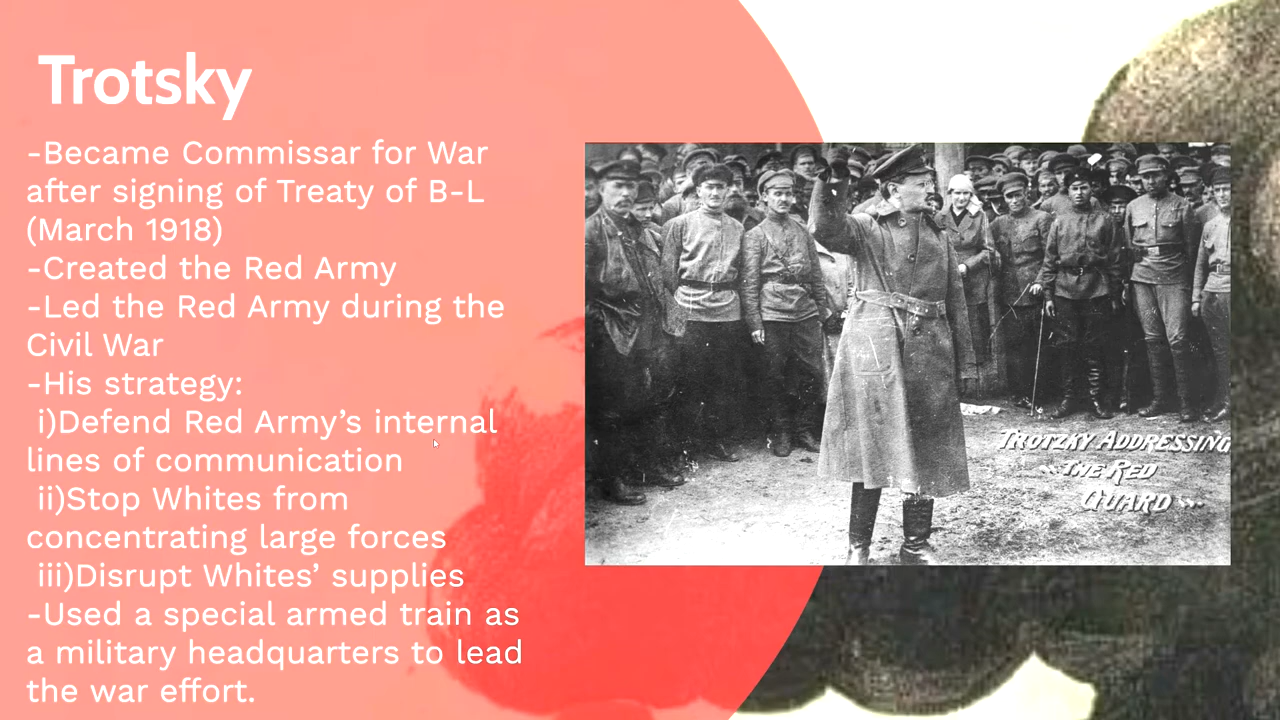 Trotsky
-Became Commissar for War
after signing of Treaty of B-L
(March 1918)
-Created the Red Army
-Led the Red Army during the
Civil War
-His strategy:
i)Defend Red Army’s internal
lines of communication
ii)Stop Whites from
concentrating large forces
iii)Disrupt Whites’ supplies
-Used a special armed train as
a military headquarters to lead
the war effort.
TROTZKY ADDRESSING
THE RED
GUARD